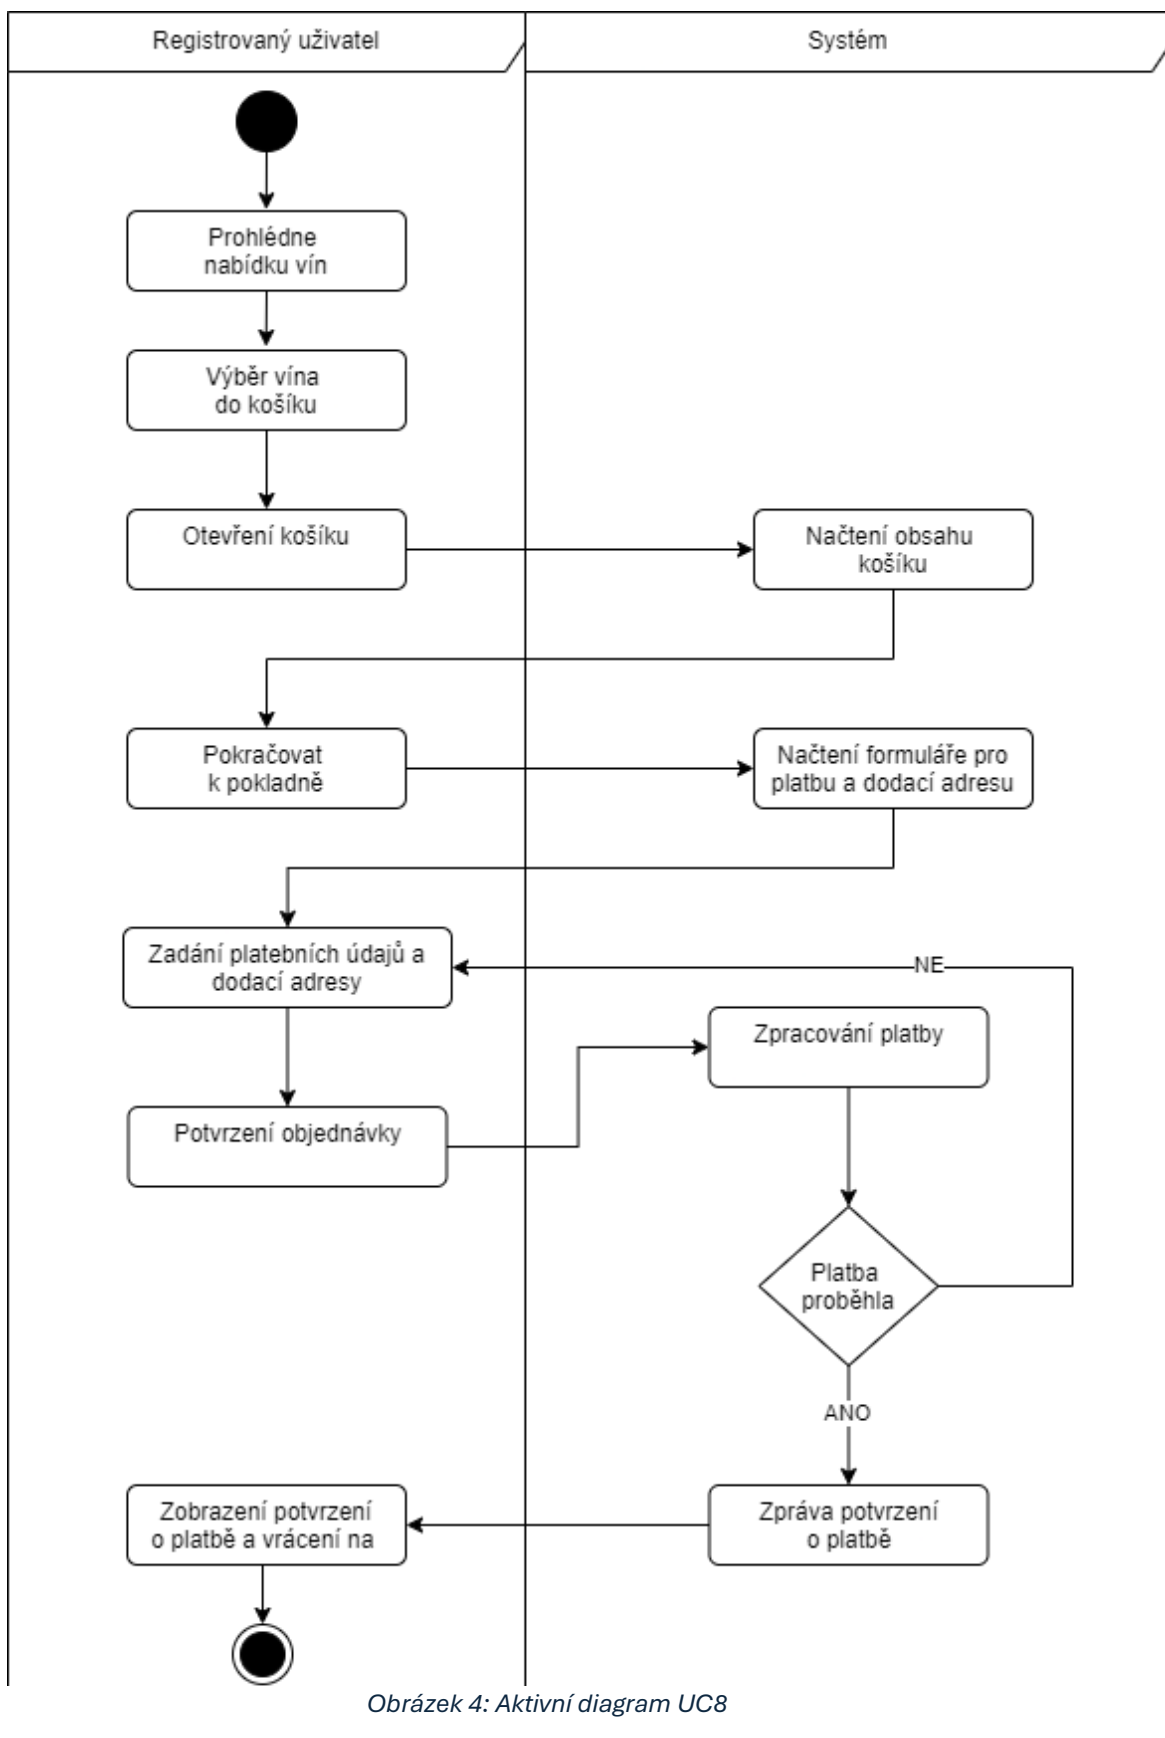 Registrovaný uživatel
Systém
Prohlédne
nabídku vín
Výběr vína
do košíku
Otevření košíku
Načtení obsahu
košíku
Pokračovat
k pokladně
Načtení formuláře pro
platbu a dodací adresu
Zadání platebních údajů a
dodací adresy
NE
Zpracování platby
Potvrzení objednávky
Platba
proběhla
ANO
Zobrazení potvrzení
o platbě a vrácení na
Zpráva potvrzení
o platbě
Obrázek 4: Aktivní diagram UC8